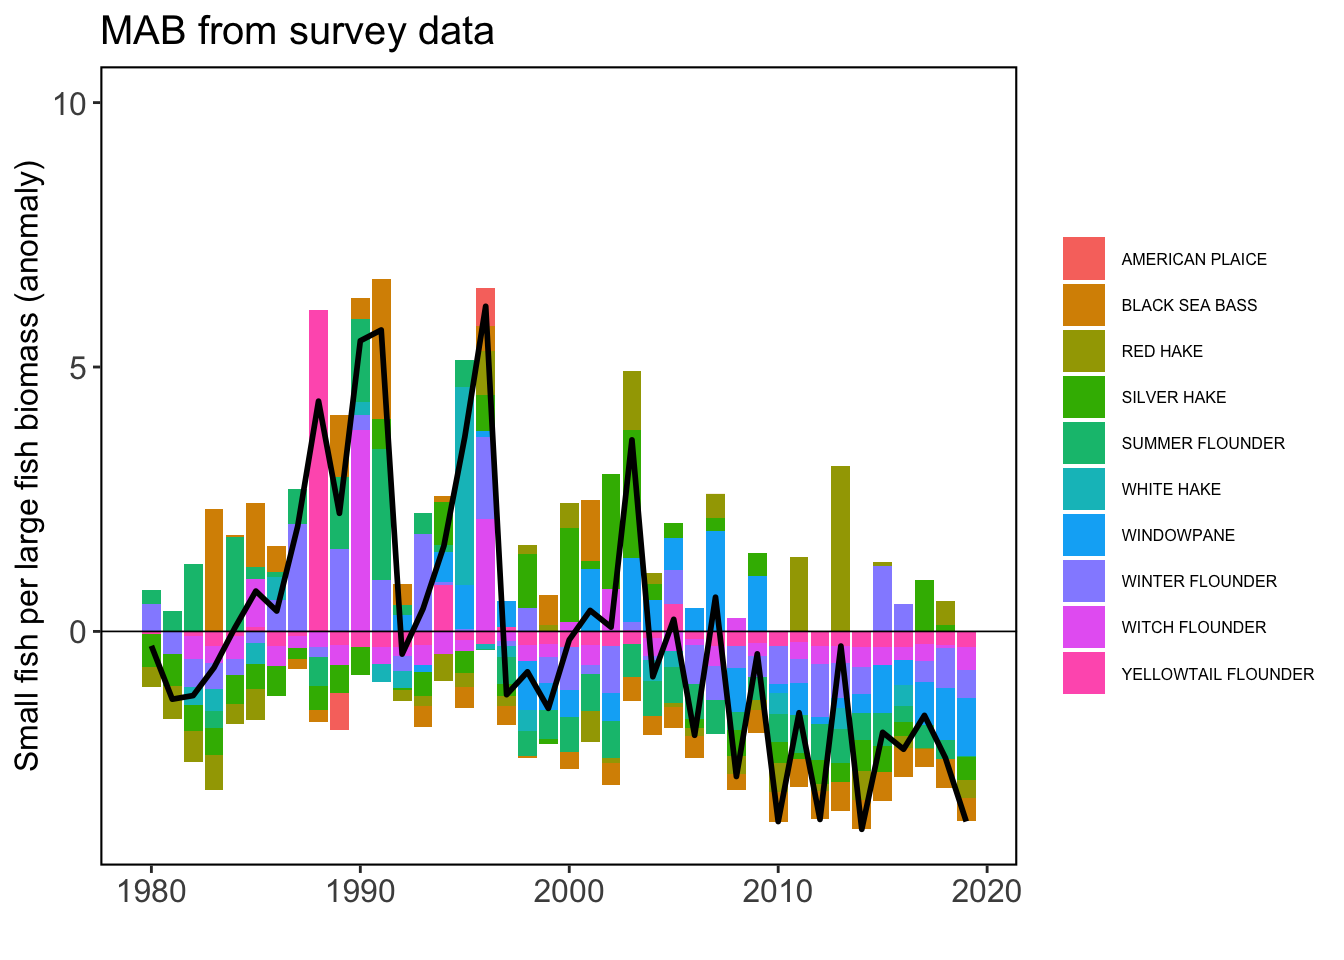 MAB from survey data
Small fish per large fish biomass (anomaly)
10
5
0
1980
1990
2000
2010
2020
AMERICAN PLAICE
BLACK SEA BASS
RED HAKE
SILVER HAKE
SUMMER FLOUNDER
WHITE HAKE
WINDOWPANE
WINTER FLOUNDER
WITCH FLOUNDER
YELLOWTAIL FLOUNDER